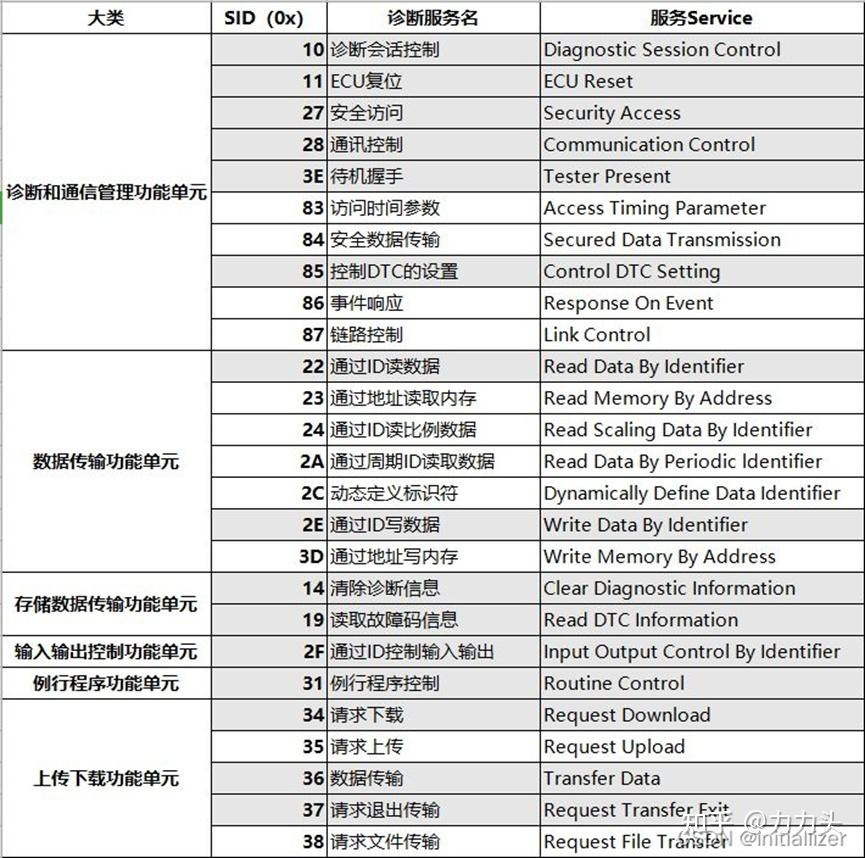 大类 SID（0x） 诊断服务名 服务Service
诊断和通信管理功能单元
10 诊断会话控制 Diagnostic Session Control
11 ECU复位 ECU Reset
27 安全访问 Security Access
28 通讯控制 Communication Control
3E 待机握手 Tester Present
83 访问时间参数 Access Timing Parameter
84 安全数据传输 Secured Data Transmission
85 控制DTC的设置 Control DTC Setting
86 事件响应 Response On Event
87 链路控制 Link Control
数据传输功能单元
22 通过ID读数据 Read Data By Identifier
23 通过地址读取内存 Read Memory By Address
24 通过ID读比例数据 Read Scaling Data By Identifier
2A 通过周期ID读取数据 Read Data By Periodic Identifier
2C 动态定义标识符 Dynamically Define Data Identifier
2E 通过ID写数据 Write Data By Identifier
3D 通过地址写内存 Write Memory By Address
存储数据传输功能单元
14 清除诊断信息 Clear Diagnostic Information
19 读取故障码信息 Read DTC Information
输入输出控制功能单元 2F 通过ID控制输入输出 Input Output Control By Identifier
例行程序功能单元 31 例行程序控制 Routine Control
上传下载功能单元
34 请求下载 Request Download
35 请求上传 Request Upload
36 数据传输 Transfer Data
37 请求退出传输 Request Transfer Exit
38 请求文件传输 Request File Transfer
知乎 @力力头
CSDN @initiallizer